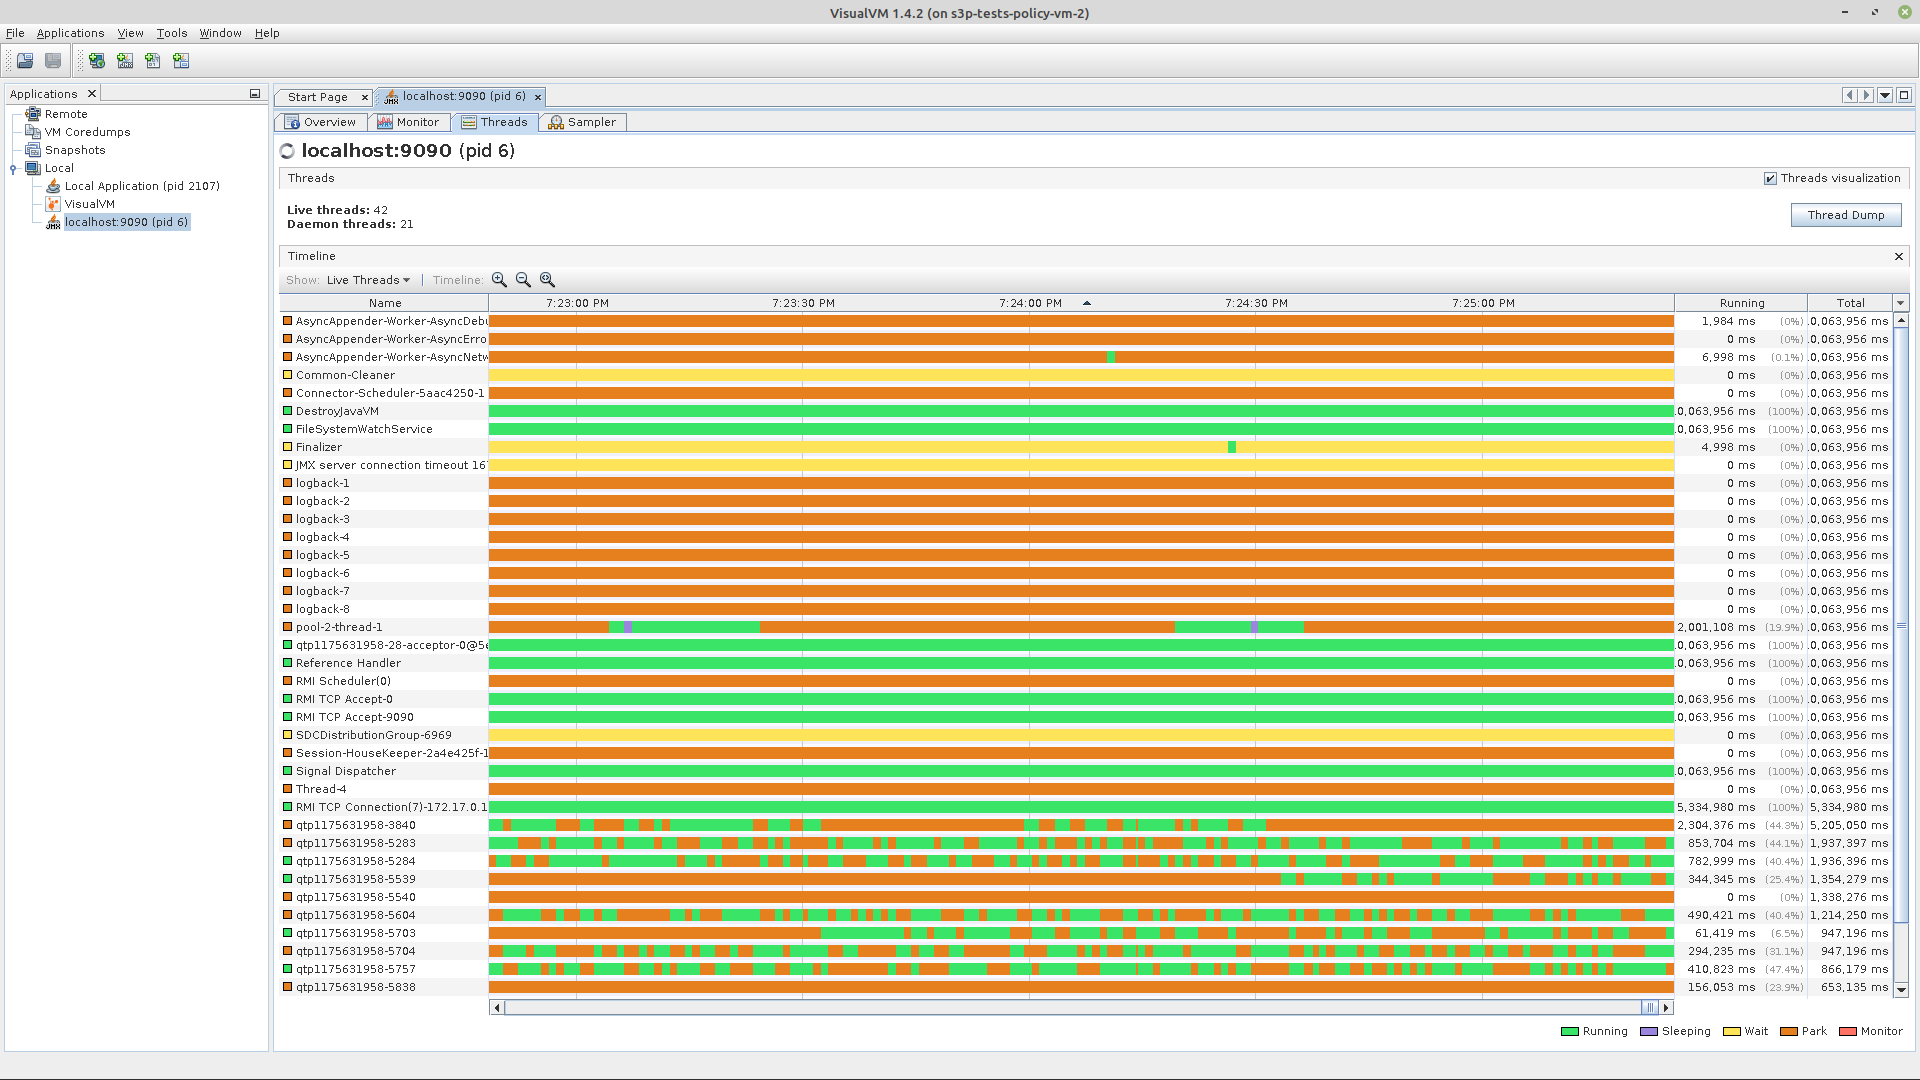 VisualVM 1.4.2 (on s3p-tests-policy-vm-2)
File Applications View Tools Window Help
Applications
Remote
VM Coredumps
Snapshots
Local
Local Application (pid 2107)
VisualVM
localhost:9090 (pid 6)
Start Page localhost:9090 (pid 6)
Overview Monitor Threads Sampler
localhost:9090 (pid 6)
Threads Threads visualization
Live threads: 42
Daemon threads: 21
Thread Dump
Timeline
Show: Live Threads Timeline:
Name 7:23:00 PM 7:23:30 PM 7:24:00 PM 7:24:30 PM 7:25:00 PM Running Total
AsyncAppender-Worker-AsyncDebu 1,984 ms (0%) .0,063,956 ms
AsyncAppender-Worker-AsyncErro 0 ms (0%) .0,063,956 ms
AsyncAppender-Worker-AsyncNetw 6,998 ms (0.1%) .0,063,956 ms
Common-Cleaner 0 ms (0%) .0,063,956 ms
Connector-Scheduler-5aac4250-1 0 ms (0%) .0,063,956 ms
DestroyJavaVM .0,063,956 ms (100%) .0,063,956 ms
FileSystemWatchService .0,063,956 ms (100%) .0,063,956 ms
Finalizer 4,998 ms (0%) .0,063,956 ms
JMX server connection timeout 16 0 ms (0%) .0,063,956 ms
logback-1 0 ms (0%) .0,063,956 ms
logback-2 0 ms (0%) .0,063,956 ms
logback-3 0 ms (0%) .0,063,956 ms
logback-4 0 ms (0%) .0,063,956 ms
logback-5 0 ms (0%) .0,063,956 ms
logback-6 0 ms (0%) .0,063,956 ms
logback-7 0 ms (0%) .0,063,956 ms
logback-8 0 ms (0%) .0,063,956 ms
pool-2-thread-1 2,001,108 ms (19.9%) .0,063,956 ms
qtp1175631958-28-acceptor-0@5e .0,063,956 ms (100%) .0,063,956 ms
Reference Handler .0,063,956 ms (100%) .0,063,956 ms
RMI Scheduler(0) 0 ms (0%) .0,063,956 ms
RMI TCP Accept-0 .0,063,956 ms (100%) .0,063,956 ms
RMI TCP Accept-9090 .0,063,956 ms (100%) .0,063,956 ms
SDCDistributionGroup-6969 0 ms (0%) .0,063,956 ms
Session-HouseKeeper-2a4e425f-1 0 ms (0%) .0,063,956 ms
Signal Dispatcher .0,063,956 ms (100%) .0,063,956 ms
Thread-4 0 ms (0%) .0,063,956 ms
RMI TCP Connection(7)-172.17.0.1 5,334,980 ms (100%) 5,334,980 ms
qtp1175631958-3840 2,304,376 ms (44.3%) 5,205,050 ms
qtp1175631958-5283 853,704 ms (44.1%) 1,937,397 ms
qtp1175631958-5284 782,999 ms (40.4%) 1,936,396 ms
qtp1175631958-5539 344,345 ms (25.4%) 1,354,279 ms
qtp1175631958-5540 0 ms (0%) 1,338,276 ms
qtp1175631958-5604 490,421 ms (40.4%) 1,214,250 ms
qtp1175631958-5703 61,419 ms (6.5%) 947,196 ms
qtp1175631958-5704 294,235 ms (31.1%) 947,196 ms
qtp1175631958-5757 410,823 ms (47.4%) 866,179 ms
qtp1175631958-5838 156,053 ms (23.9%) 653,135 ms
Running Sleeping Wait Park Monitor